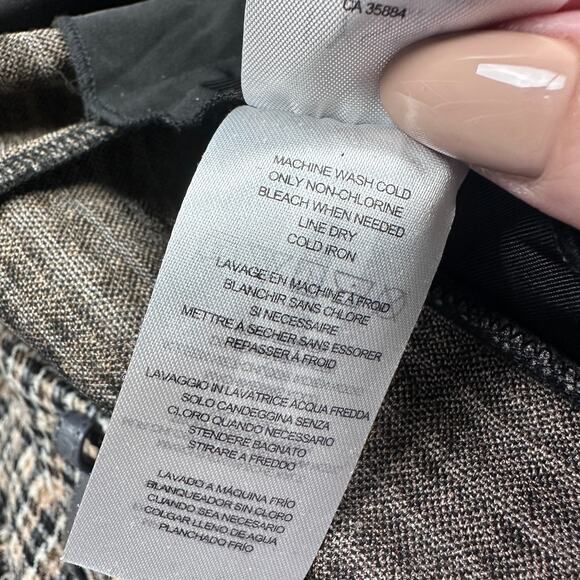 CA 35884
MACHINE WASH COLD
ONLY NON-CHLORINE
BLEACH WHEN NEEDED
LINE DRY
COLD IRON
LAVAGE EN MACHINE A FROID
BLANCHIR SANS CHLORE
SI NECESSAIRE
METTRE A SECHER SANS ESSORER
REPASSER A FROID
LAVAGGIO IN LAVATRICE ACQUA FREDDA
SOLO CANDEGGINA SENZA
CLORO QUANDO NECESSARIO
STENDERE BAGNATO
STIRARE A FREDDO
LAVADO A MAQUINA FRÍO
BLANQUEADOR SIN CLORO
CUANDO SEA NECESARIO
COLGAR LLENO DE AGUA
PLANCHADO FRÍO